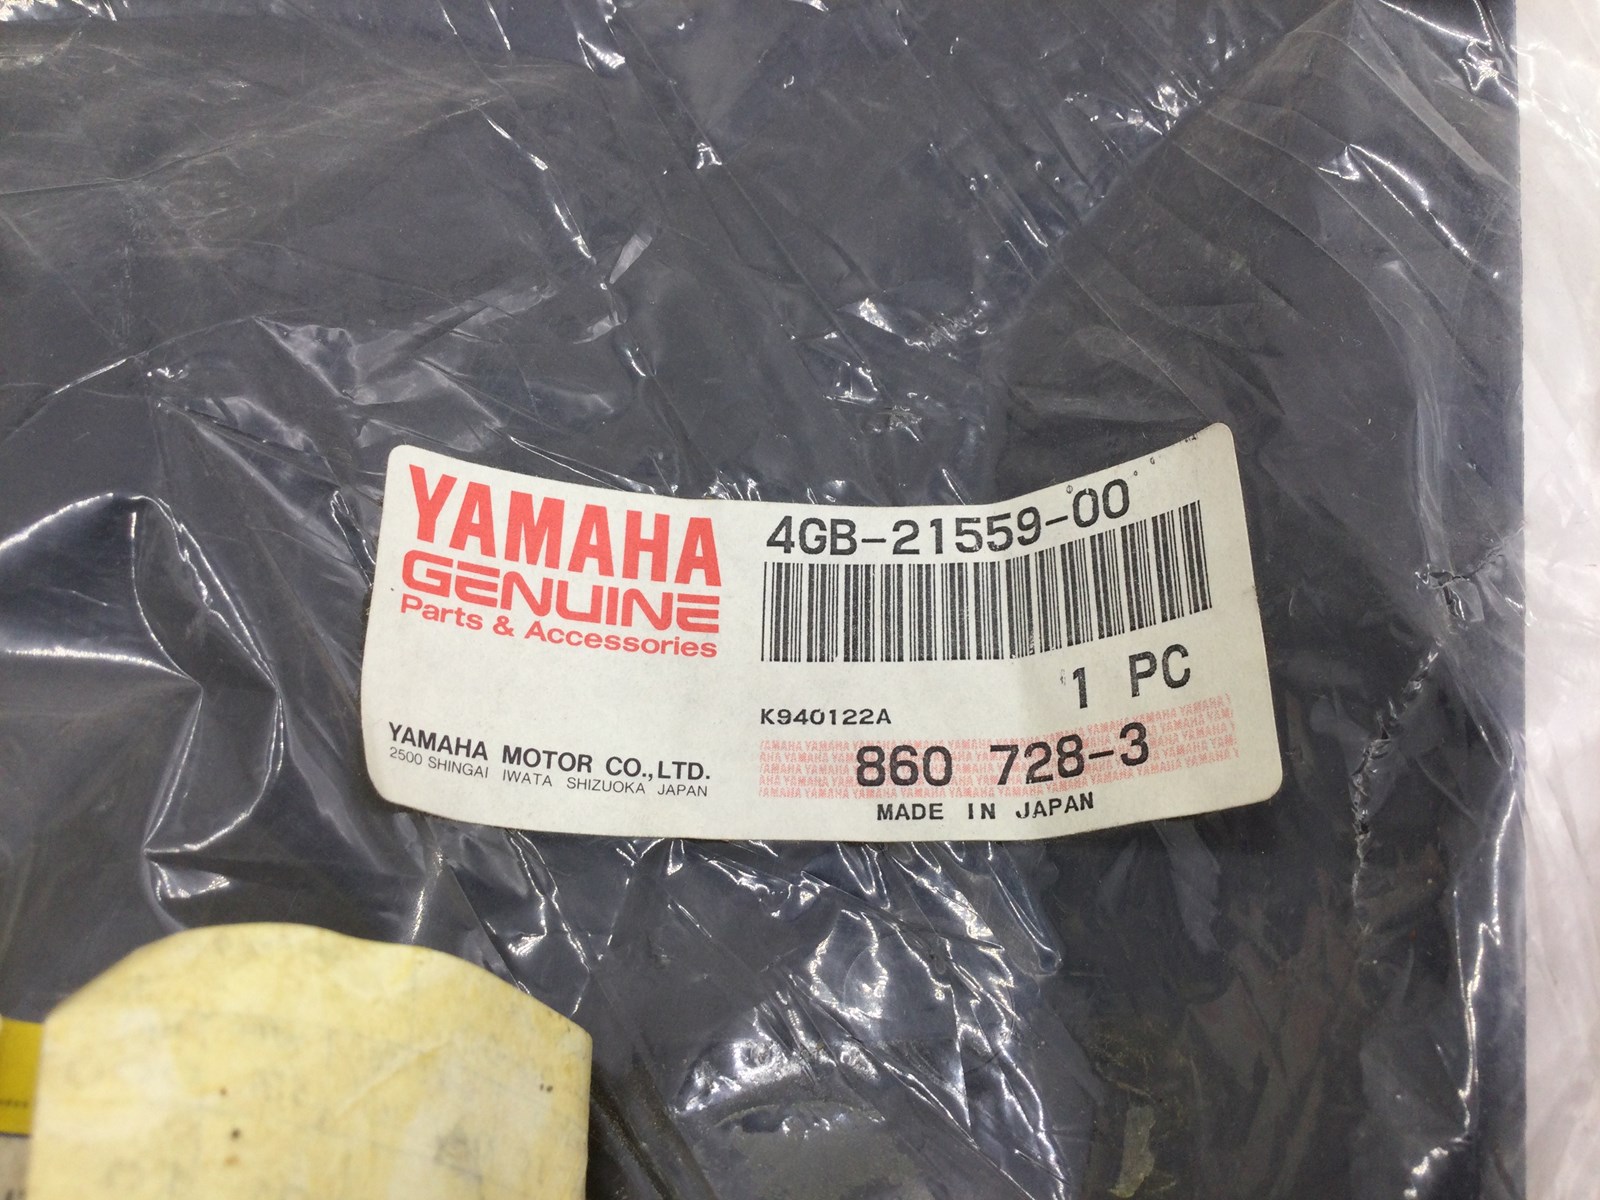 YAMAHA
GENUINE
Parts & Accessories
YAMAHA MOTOR CO.,LTD.
2500 SHINGAI IWATA SHIZUOKA JAPAN
4GB-21559-00
1 PC
K940122A
860 728-3
MADE IN JAPAN